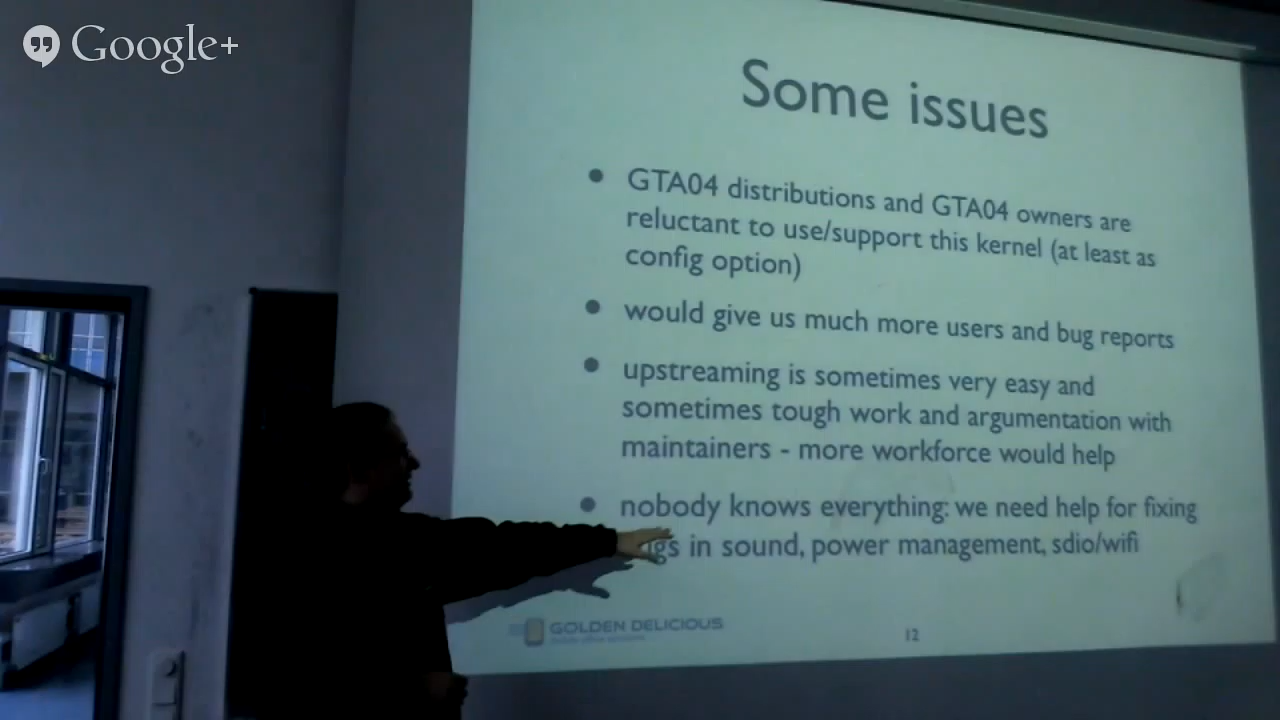 Google+
Some issues
GTA04 distributions and GTA04 owners are
reluctant to use/support this kernel (at least as
config option)
would give us much more users and bug reports
upstreaming is sometimes very easy and
sometimes tough work and argumentation with
maintainers - more workforce would help
nobody knows everything: we need help for fixing
in sound, power management, sdio/wifi
GOLDEN DELICIOUS
12